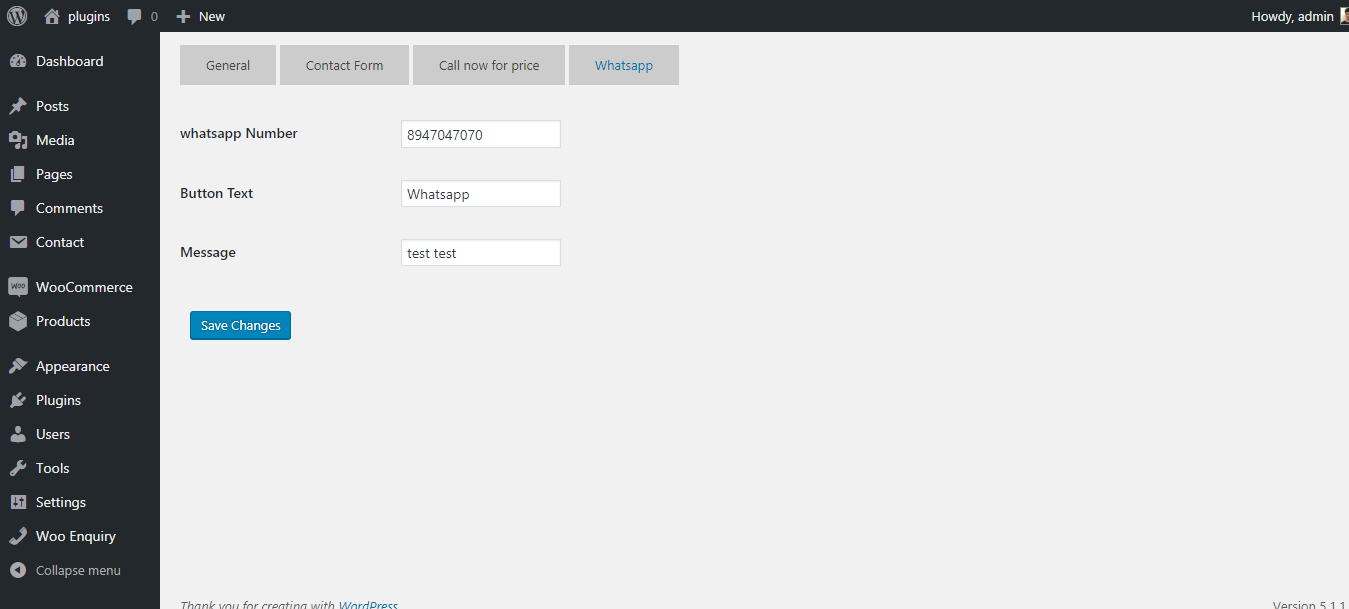 plugins 0 New Howdy, admin
Dashboard
Posts
Media
Pages
Comments
Contact
WOO WooCommerce
Products
Appearance
Plugins
Users
Tools
Settings
Woo Enquiry
Collapse menu
General Contact Form Call now for price Whatsapp
whatsapp Number 8947047070
Button Text Whatsapp
Message test test
Save Changes
Thank you for creating with WordPress Version 5.1.1